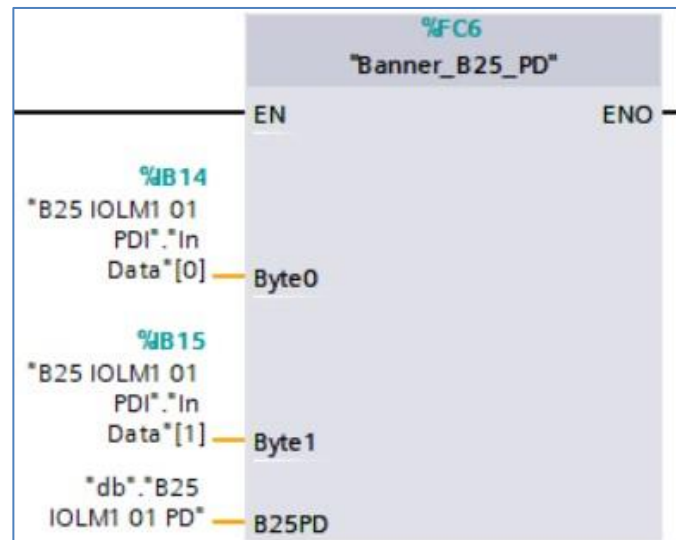 %FC6
"Banner_B25_PD"
EN ENO
%IB14
"B25 IOLM1 01
PDI"."In
Data"[0]
Byte0
%IB15
"B25 IOLM1 01
PDI"."In
Data"[1]
Byte1
"db"."B25
IOLM1 01 PD"
B25PD